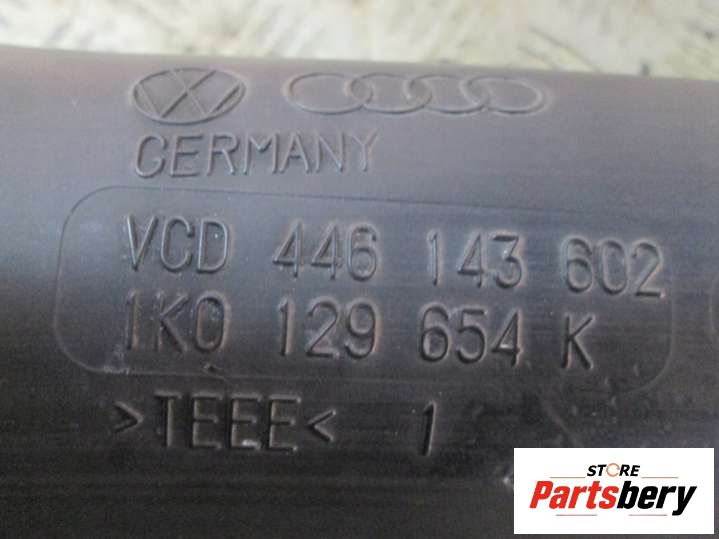 GERMANY
VCD 446 143 602
1K0 129 654 K
>TEEE< 1
STORE
Partsbery